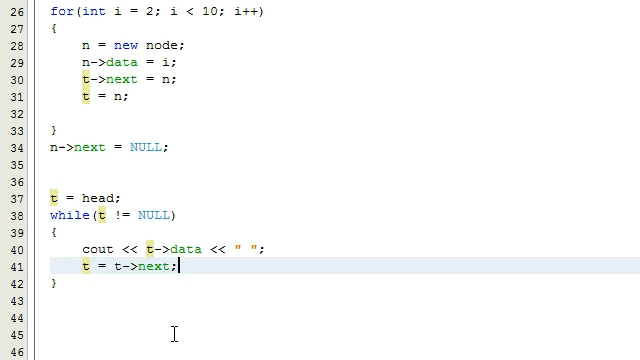 26 for(int i = 2; i < 10; i++)
27 {
28 n = new node;
29 n->data = i;
30 t->next = n;
31 t = n;
32
33 }
34 n->next = NULL;
35
36
37 t = head;
38 while(t != NULL)
39 {
40 cout << t->data << " ";
41 t = t->next;
42 }
43
44
45
46